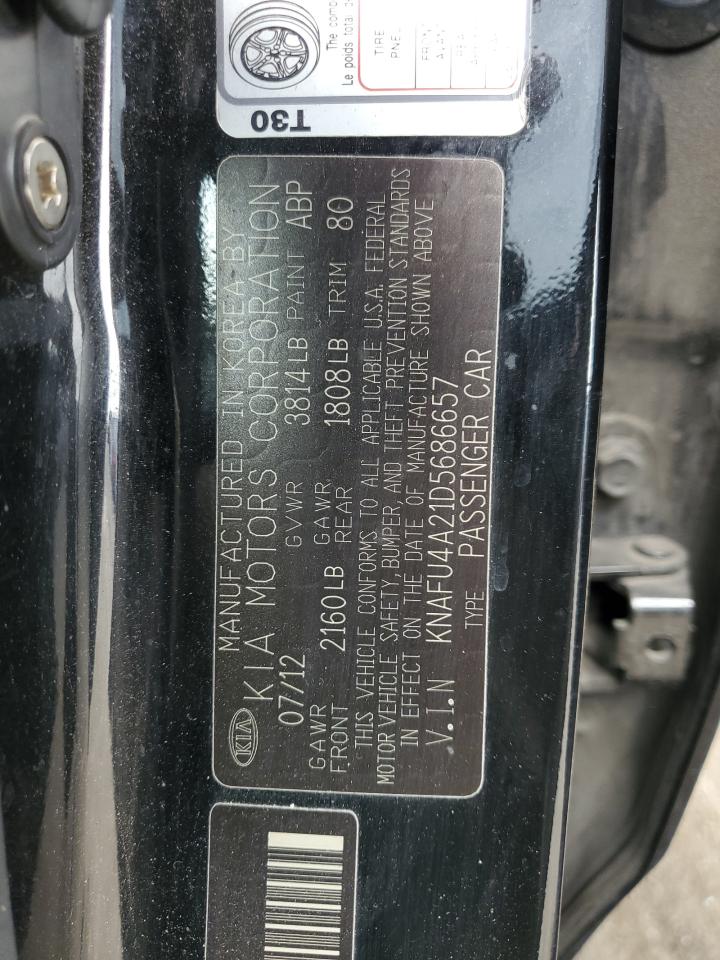 MANUFACTURED IN KOREA BY
KIA KIA MOTORS CORPORATION
07/12 GVWR 3814LB PAINT ABP
GAWR FRONT 2160LB GAWR REAR 1808LB TRIM 80
THIS VEHICLE CONFORMS TO ALL APPLICABLE U.S.A. FEDERAL
MOTOR VEHICLE SAFETY, BUMPER, AND THEFT PREVENTION STANDARDS
IN EFFECT ON THE DATE OF MANUFACTURE SHOWN ABOVE
V.I.N KNAFU4A21D5686657
TYPE PASSENGER CAR
T30
The
Le poids total
TIRE